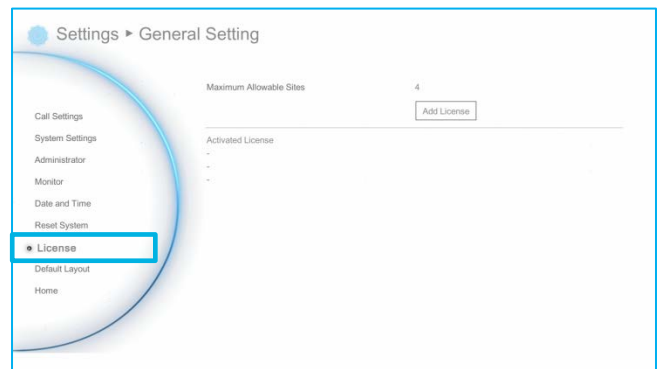 Settings ▸ General Setting
Maximum Allowable Sites 4
Add License
Activated License
-
-
-
Call Settings
System Settings
Administrator
Monitor
Date and Time
Reset System
License
Default Layout
Home